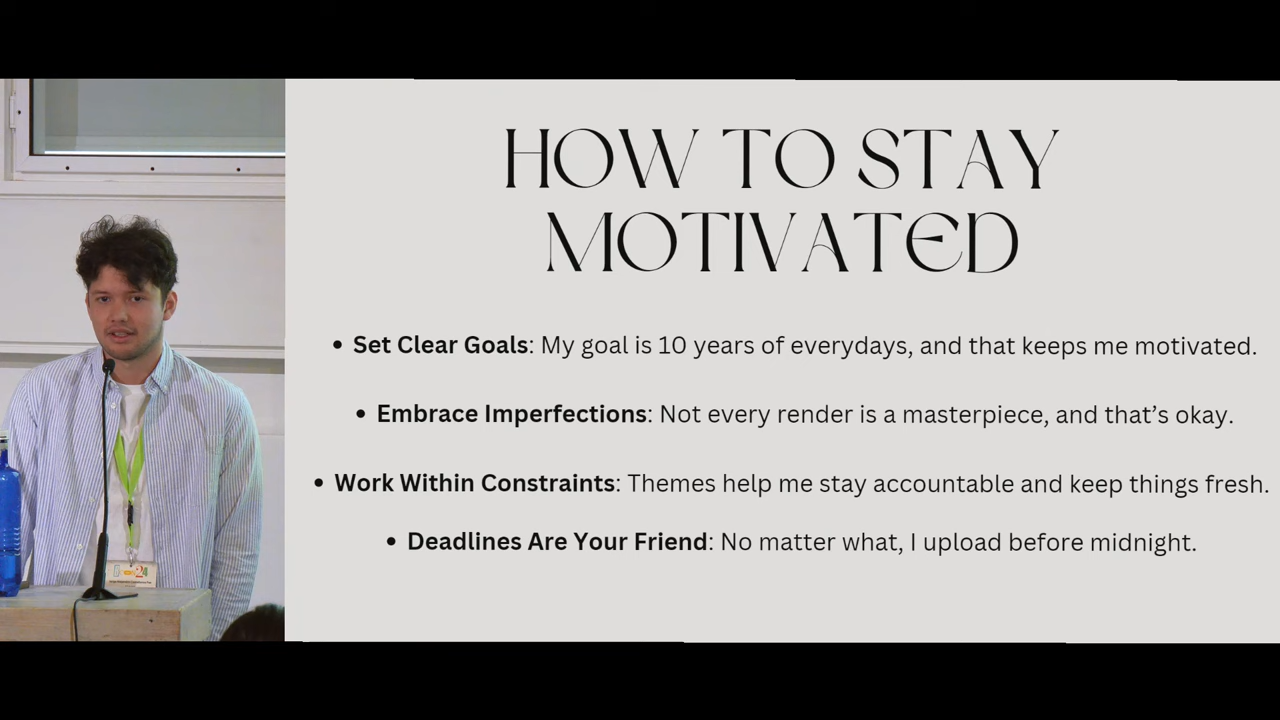 HOW TO STAY
MOTIVATED
• Set Clear Goals: My goal is 10 years of everydays, and that keeps me motivated.
• Embrace Imperfections: Not every render is a masterpiece, and that’s okay.
• Work Within Constraints: Themes help me stay accountable and keep things fresh.
• Deadlines Are Your Friend: No matter what, I upload before midnight.